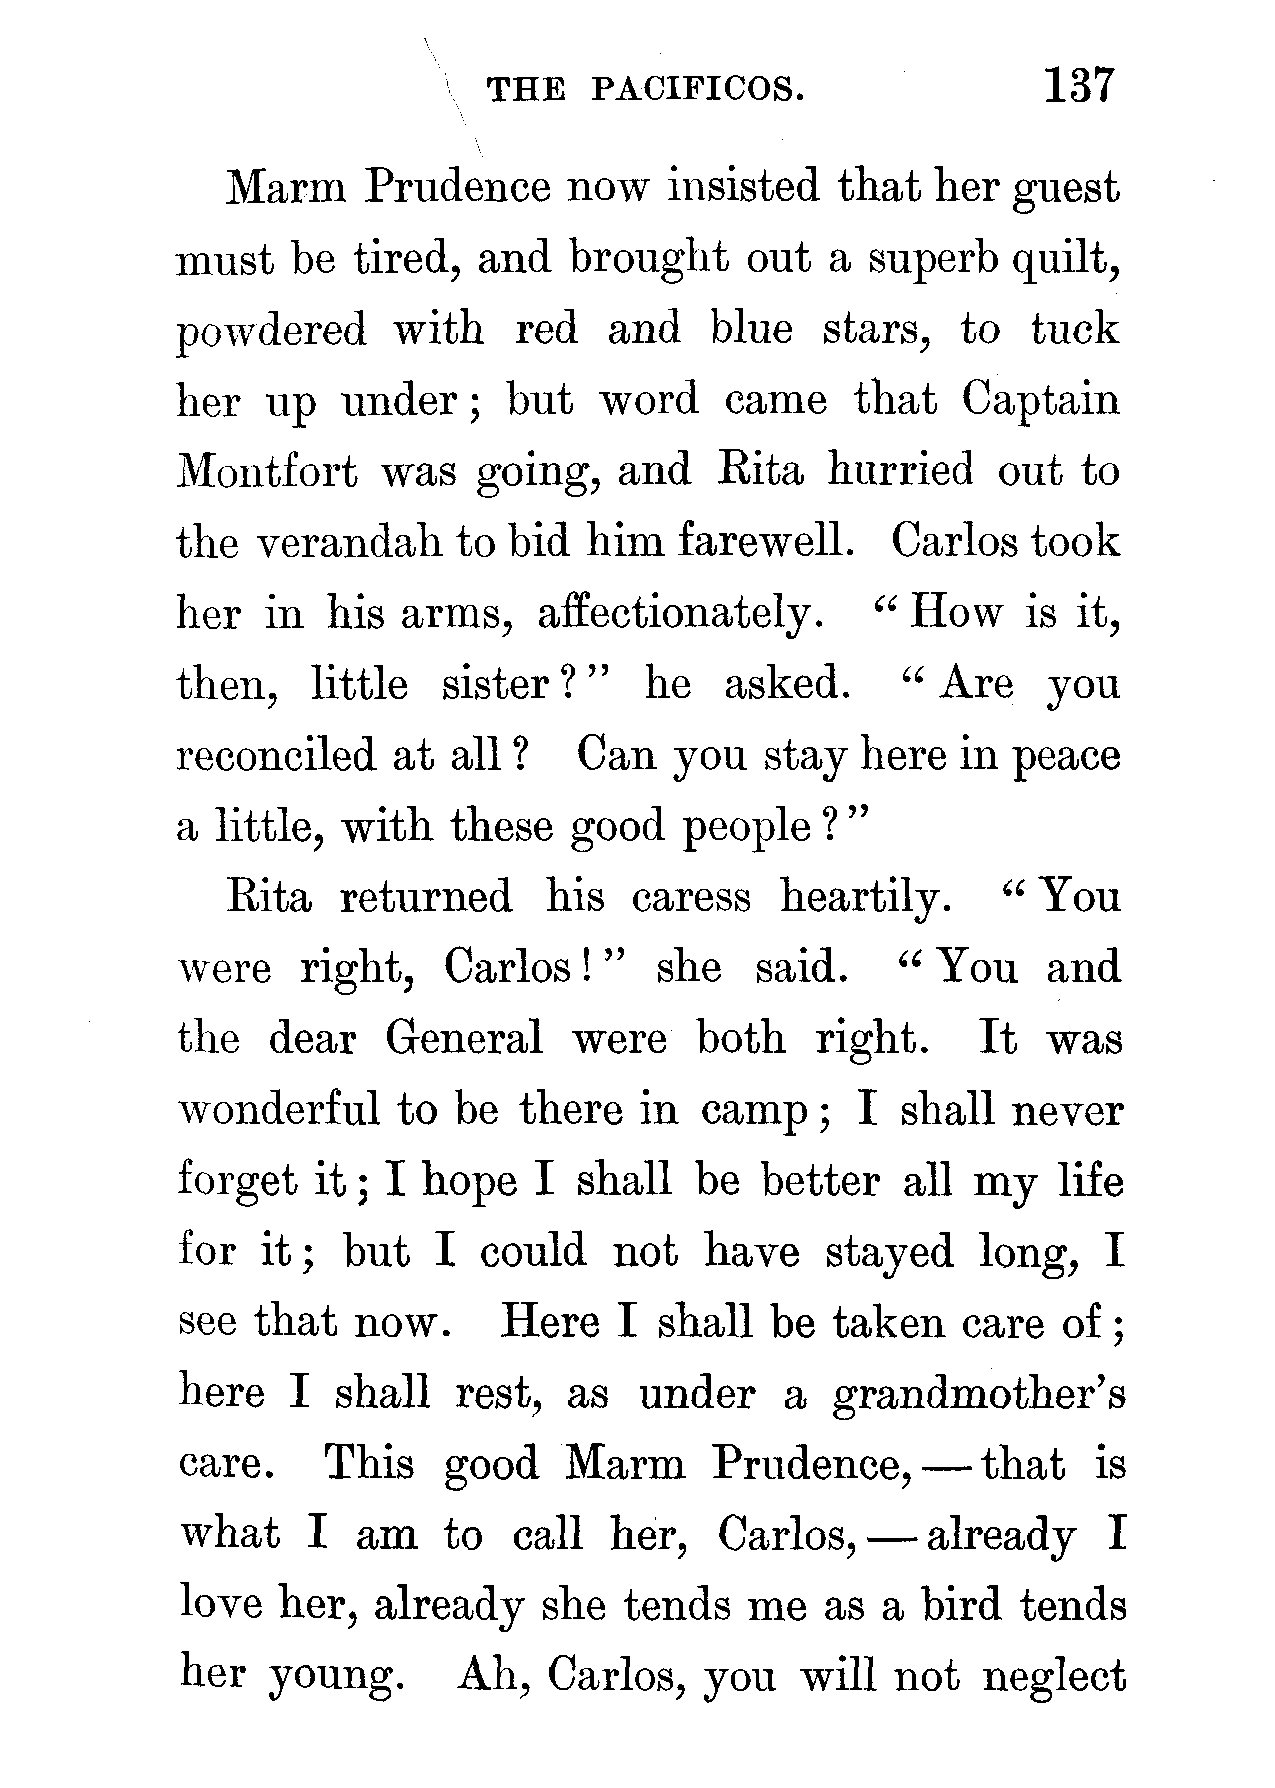 THE PACIFICOS. 137
Marm Prudence now insisted that her guest
must be tired, and brought out a superb quilt,
powdered with red and blue stars, to tuck
her up under; but word came that Captain
Montfort was going, and Rita hurried out to
the verandah to bid him farewell. Carlos took
her in his arms, affectionately. “How is it,
then, little sister?” he asked. “Are you
reconciled at all? Can you stay here in peace
a little, with these good people?”
Rita returned his caress heartily. “You
were right, Carlos!” she said. “You and
the dear General were both right. It was
wonderful to be there in camp; I shall never
forget it; I hope I shall be better all my life
for it; but I could not have stayed long, I
see that now. Here I shall be taken care of;
here I shall rest, as under a grandmother’s
care. This good Marm Prudence,—that is
what I am to call her, Carlos,—already I
love her, already she tends me as a bird tends
her young. Ah, Carlos, you will not neglect